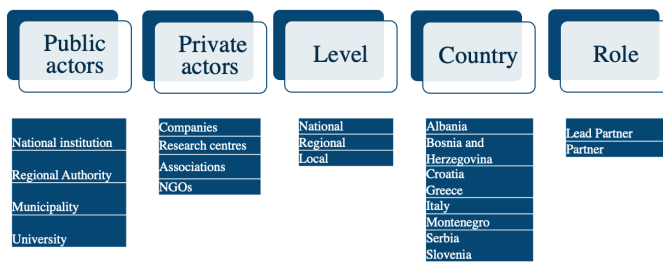 Public
actors
Private
actors
Level
Country
Role
National institution
Regional Authority
Municipality
University
Companies
Research centres
Associations
NGOs
National
Regional
Local
Albania
Bosnia and
Herzegovina
Croatia
Greece
Italy
Montenegro
Serbia
Slovenia
Lead Partner
Partner